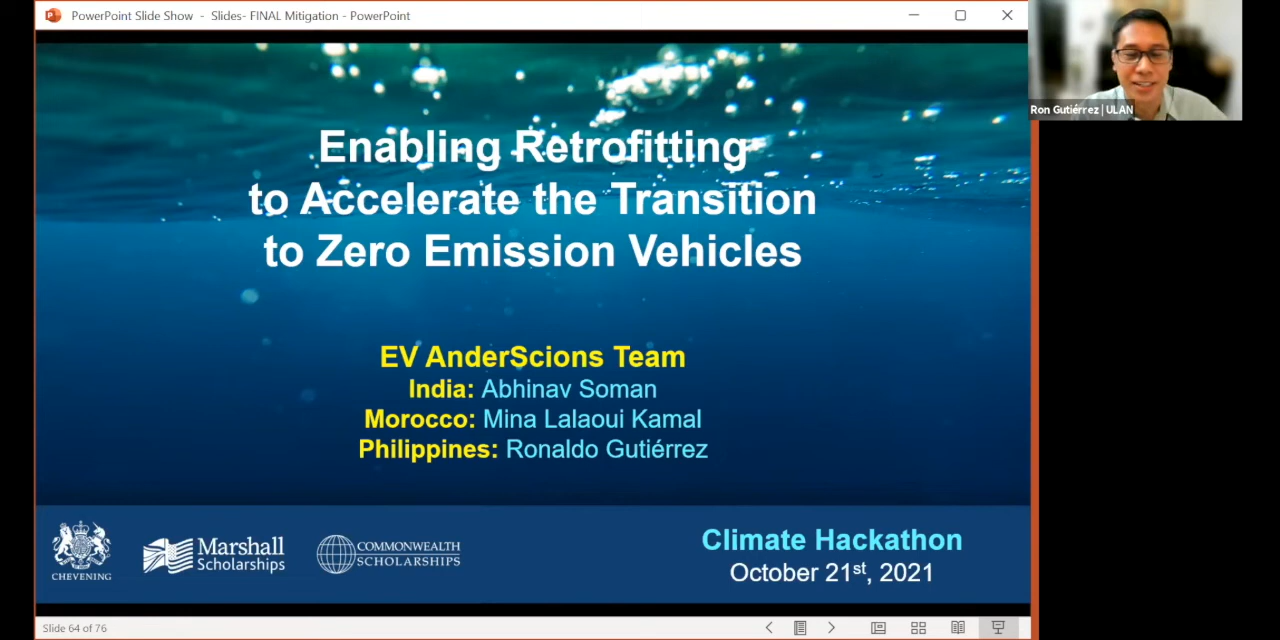 PowerPoint Slide Show - Slides- FINAL Mitigation - PowerPoint
Ron Gutiérrez | ULAN
Enabling Retrofitting
to Accelerate the Transition
to Zero Emission Vehicles
EV AnderScions Team
India: Abhinav Soman
Morocco: Mina Lalaoui Kamal
Philippines: Ronaldo Gutiérrez
CHEVENING
Marshall
Scholarships
COMMONWEALTH
SCHOLARSHIPS
Climate Hackathon
October 21st, 2021
Slide 64 of 76